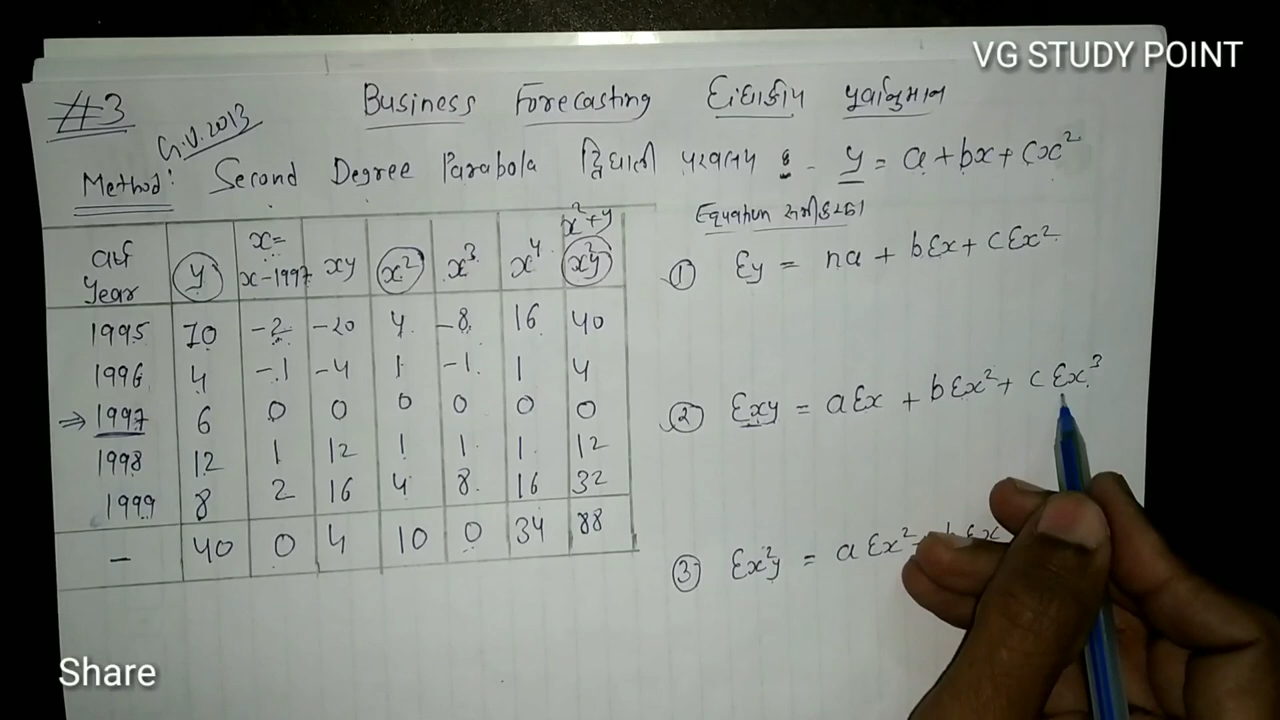 VG STUDY POINT
#3 Business Forecasting ધંધાકીય પૂર્વાનુમાન
G.U.2013
Method: Second Degree Parabola દ્વિઘાતી પરવલય :- y = a + bx + cx²
Equation સમીકરણ
① Σy = na + bΣx + cΣx²
② Σxy = aΣx + bΣx² + cΣx³
③ Σx²y = aΣx²
વર્ષ Year y x= x-1997 xy x² x³ x⁴ x²+y x²y
1995 10 -2 -20 4 -8 16 40
1996 4 -1 -4 1 -1 1 4
⇒ 1997 6 0 0 0 0 0 0
1998 12 1 12 1 1 1 12
1999 8 2 16 4 8 16 32
- 40 0 4 10 0 34 88
Share